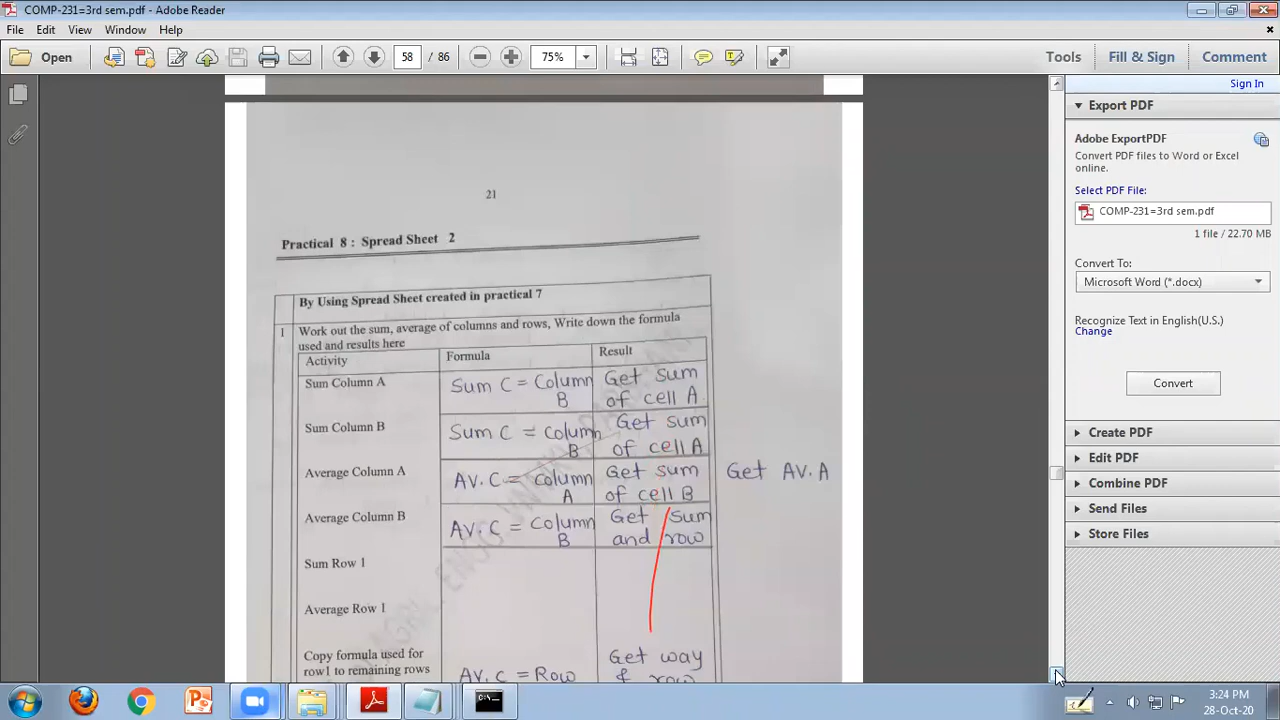 COMP-231=3rd sem.pdf - Adobe Reader
File Edit View Window Help
Open 58 / 86 75% Tools Fill & Sign Comment
Sign In
Export PDF
Adobe ExportPDF
Convert PDF files to Word or Excel
online.
Select PDF File:
COMP-231=3rd sem.pdf
1 file / 22.70 MB
Convert To:
Microsoft Word (*.docx)
Recognize Text in English(U.S.)
Change
Convert
Create PDF
Edit PDF
Combine PDF
Send Files
Store Files
21
Practical 8 : Spread Sheet 2
By Using Spread Sheet created in practical 7
1 Work out the sum, average of columns and rows, Write down the formula
used and results here
Activity Formula Result
Sum Column A Sum C = Column B Get sum of cell A
Sum Column B Sum C = column B Get sum of cell A
Average Column A AV. C = column A Get sum of cell B Get AV. A
Average Column B AV. C = column B Get sum and row
Sum Row 1
Average Row 1
Copy formula used for
row1 to remaining rows
AV. C = Row
Get way
& row
3:24 PM
28-Oct-20